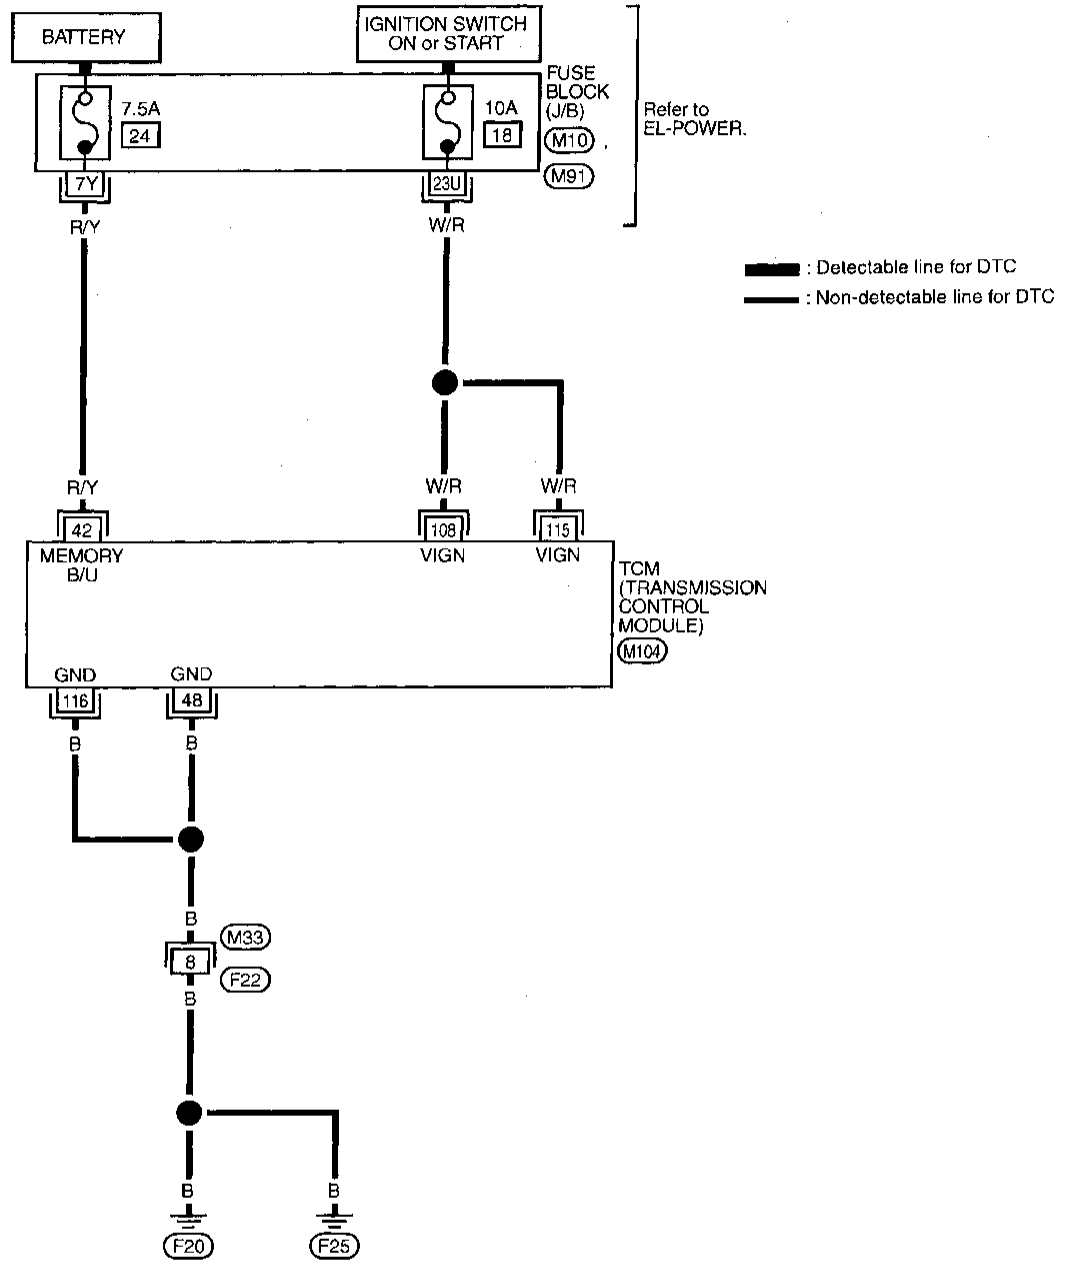 BATTERY
IGNITION SWITCH
ON or START
7.5A
24
10A
18
FUSE
BLOCK
(J/B)
M10
M91
Refer to
EL-POWER.
7Y
23U
R/Y
W/R
: Detectable line for DTC
: Non-detectable line for DTC
R/Y
W/R
W/R
42
108
115
MEMORY
B/U
VIGN
VIGN
TCM
(TRANSMISSION
CONTROL
MODULE)
M104
GND
GND
116
48
B
B
B
M33
8
F22
B
B
B
F20
F25